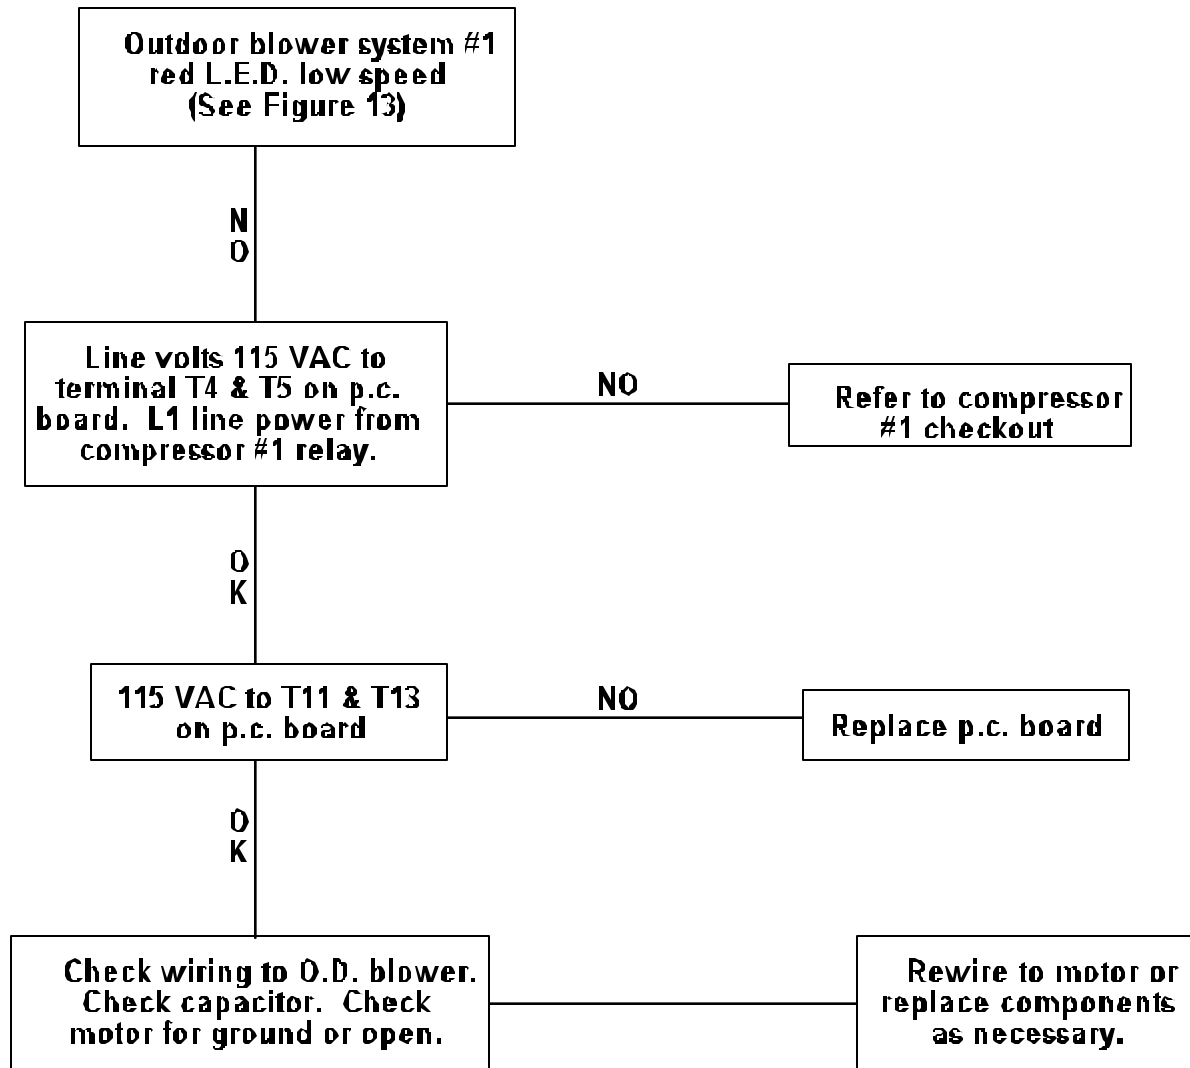 Outdoor blower system #1
red L.E.D. low speed
(See Figure 13)
N
O
Line volts 115 VAC to
terminal T4 & T5 on p.c.
board. L1 line power from
compressor #1 relay.
NO
Refer to compressor
#1 checkout
O
K
115 VAC to T11 & T13
on p.c. board
NO
Replace p.c. board
O
K
Check wiring to O.D. blower.
Check capacitor. Check
motor for ground or open.
Rewire to motor or
replace components
as necessary.